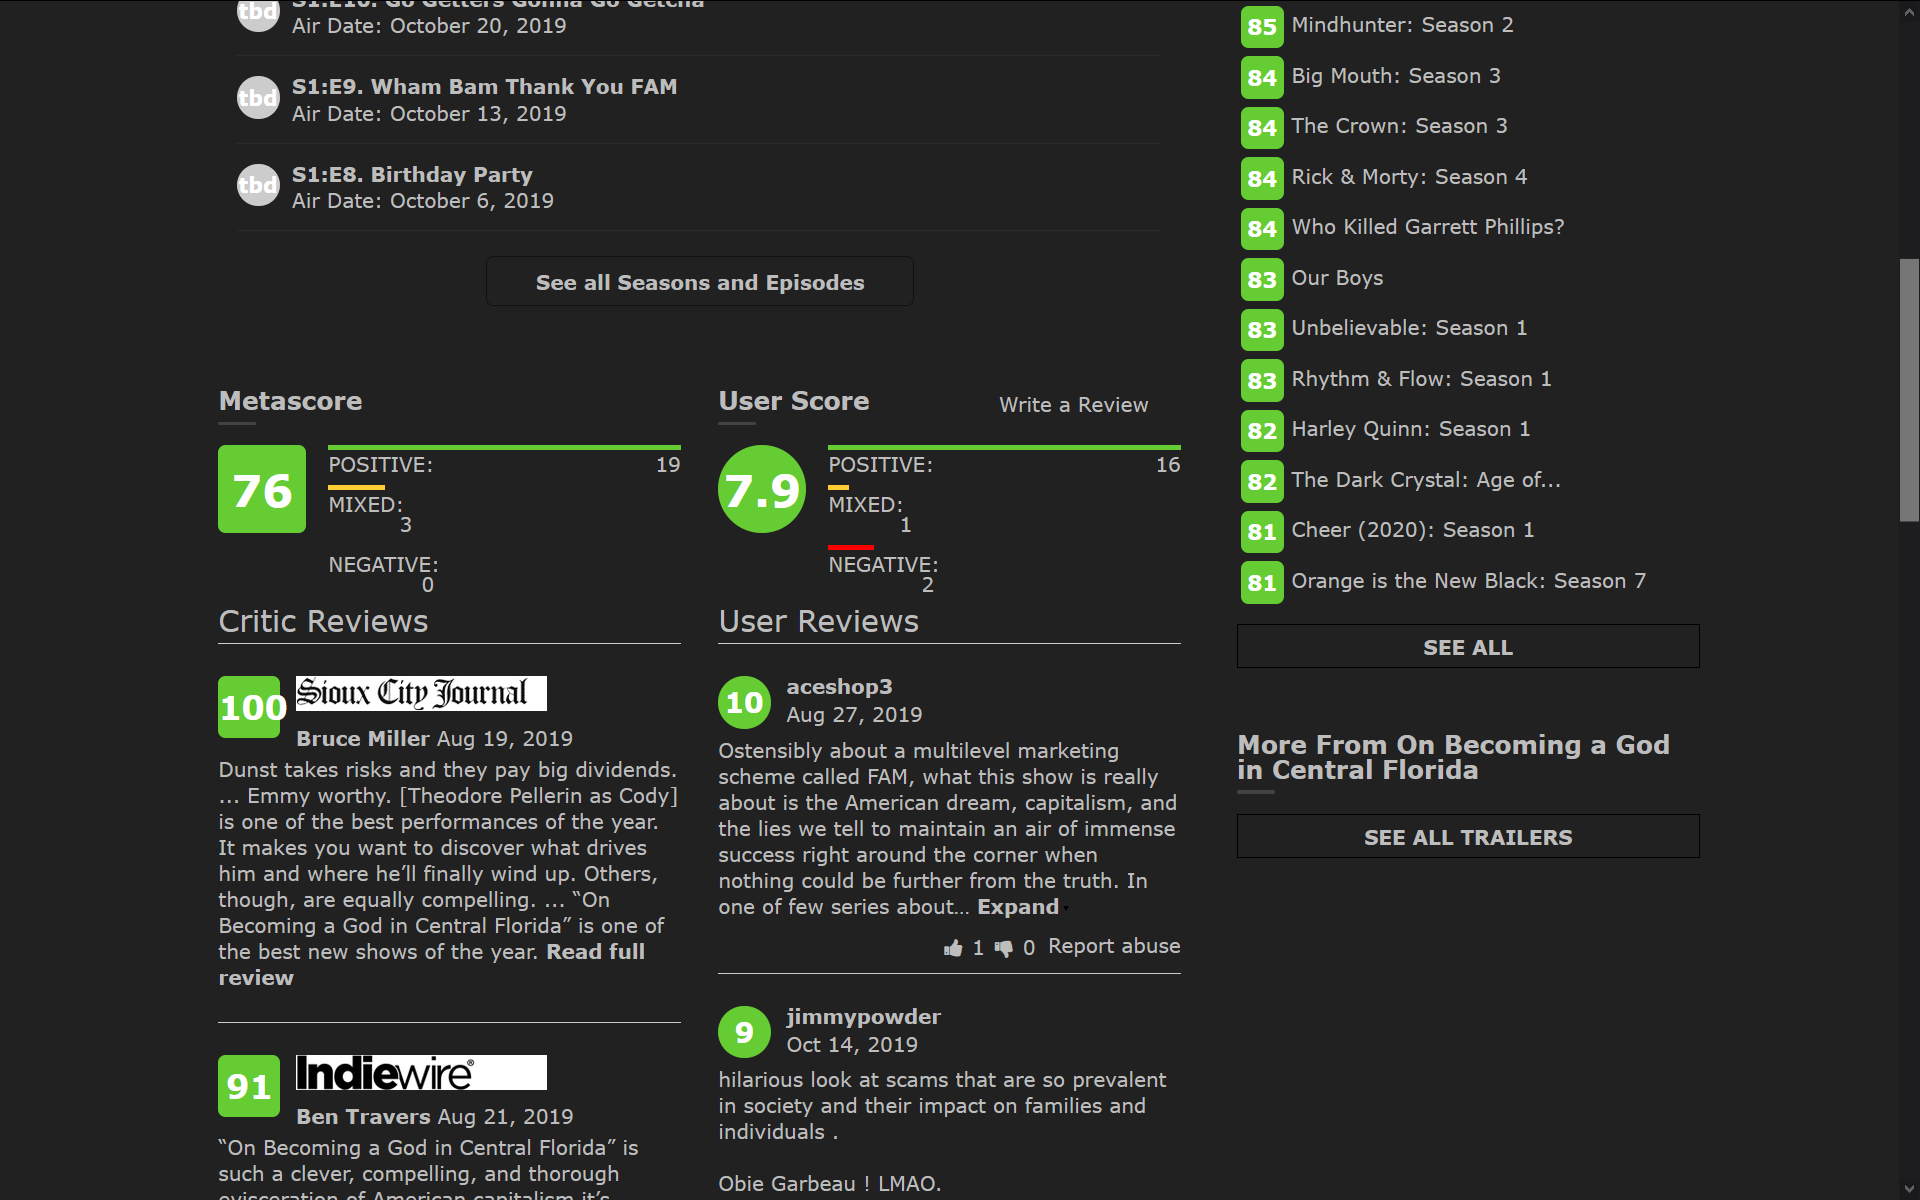 tbd
S1:E10. Go Getters Gonna Go Getcha
Air Date: October 20, 2019
tbd
S1:E9. Wham Bam Thank You FAM
Air Date: October 13, 2019
tbd
S1:E8. Birthday Party
Air Date: October 6, 2019
See all Seasons and Episodes
Metascore
76
POSITIVE:
19
MIXED:
3
NEGATIVE:
0
User Score
Write a Review
7.9
POSITIVE:
16
MIXED:
1
NEGATIVE:
2
Critic Reviews
100
Sioux City Journal
Bruce Miller Aug 19, 2019
Dunst takes risks and they pay big dividends.
... Emmy worthy. [Theodore Pellerin as Cody]
is one of the best performances of the year.
It makes you want to discover what drives
him and where he’ll finally wind up. Others,
though, are equally compelling. ... “On
Becoming a God in Central Florida” is one of
the best new shows of the year. Read full
review
91
Indiewire®
Ben Travers Aug 21, 2019
“On Becoming a God in Central Florida” is
such a clever, compelling, and thorough
evisceration of American capitalism it’s
User Reviews
10
aceshop3
Aug 27, 2019
Ostensibly about a multilevel marketing
scheme called FAM, what this show is really
about is the American dream, capitalism, and
the lies we tell to maintain an air of immense
success right around the corner when
nothing could be further from the truth. In
one of few series about… Expand
1 0 Report abuse
9
jimmypowder
Oct 14, 2019
hilarious look at scams that are so prevalent
in society and their impact on families and
individuals .
Obie Garbeau ! LMAO.
85 Mindhunter: Season 2
84 Big Mouth: Season 3
84 The Crown: Season 3
84 Rick & Morty: Season 4
84 Who Killed Garrett Phillips?
83 Our Boys
83 Unbelievable: Season 1
83 Rhythm & Flow: Season 1
82 Harley Quinn: Season 1
82 The Dark Crystal: Age of...
81 Cheer (2020): Season 1
81 Orange is the New Black: Season 7
SEE ALL
More From On Becoming a God
in Central Florida
SEE ALL TRAILERS